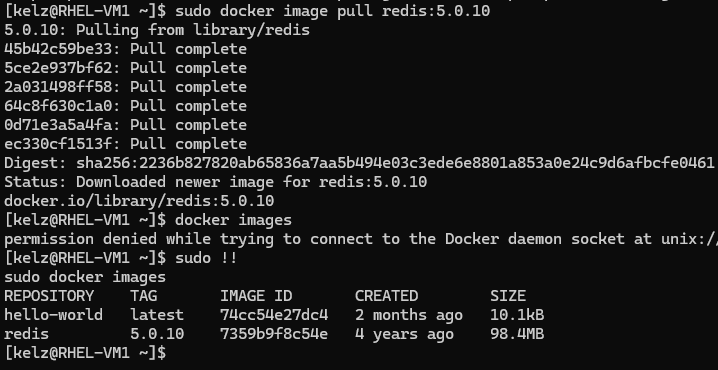 [kelz@RHEL-VM1 ~]$ sudo docker image pull redis:5.0.10
5.0.10: Pulling from library/redis
45b42c59be33: Pull complete
5ce2e937bf62: Pull complete
2a031498ff58: Pull complete
64c8f630c1a0: Pull complete
0d71e3a5a4fa: Pull complete
ec330cf1513f: Pull complete
Digest: sha256:2236b827820ab65836a7aa5b494e03c3ede6e8801a853a0e24c9d6afbcfe0461
Status: Downloaded newer image for redis:5.0.10
docker.io/library/redis:5.0.10
[kelz@RHEL-VM1 ~]$ docker images
permission denied while trying to connect to the Docker daemon socket at unix:/
[kelz@RHEL-VM1 ~]$ sudo !!
sudo docker images
REPOSITORY    TAG       IMAGE ID       CREATED        SIZE
hello-world   latest    74cc54e27dc4   2 months ago   10.1kB
redis         5.0.10    7359b9f8c54e   4 years ago    98.4MB
[kelz@RHEL-VM1 ~]$